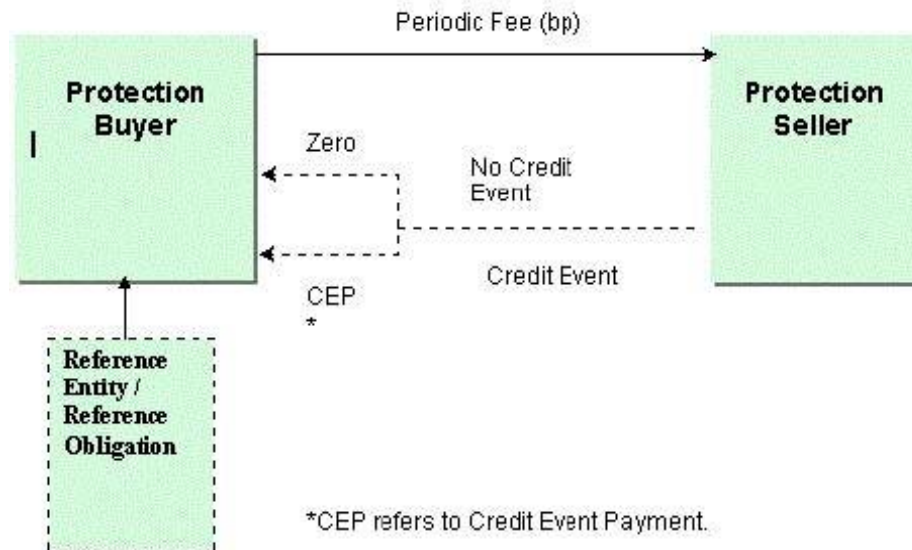 Periodic Fee (bp)
Protection
Buyer
Protection
Seller
Zero
No Credit
Event
Credit Event
CEP
*
Reference
Entity /
Reference
Obligation
*CEP refers to Credit Event Payment.